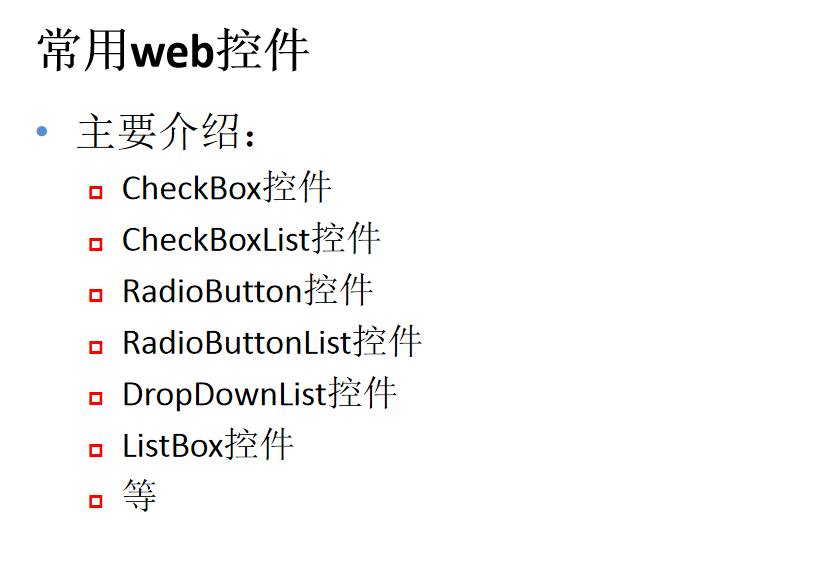 常用web控件
主要介绍：
CheckBox控件
CheckBoxList控件
RadioButton控件
RadioButtonList控件
DropDownList控件
ListBox控件
等